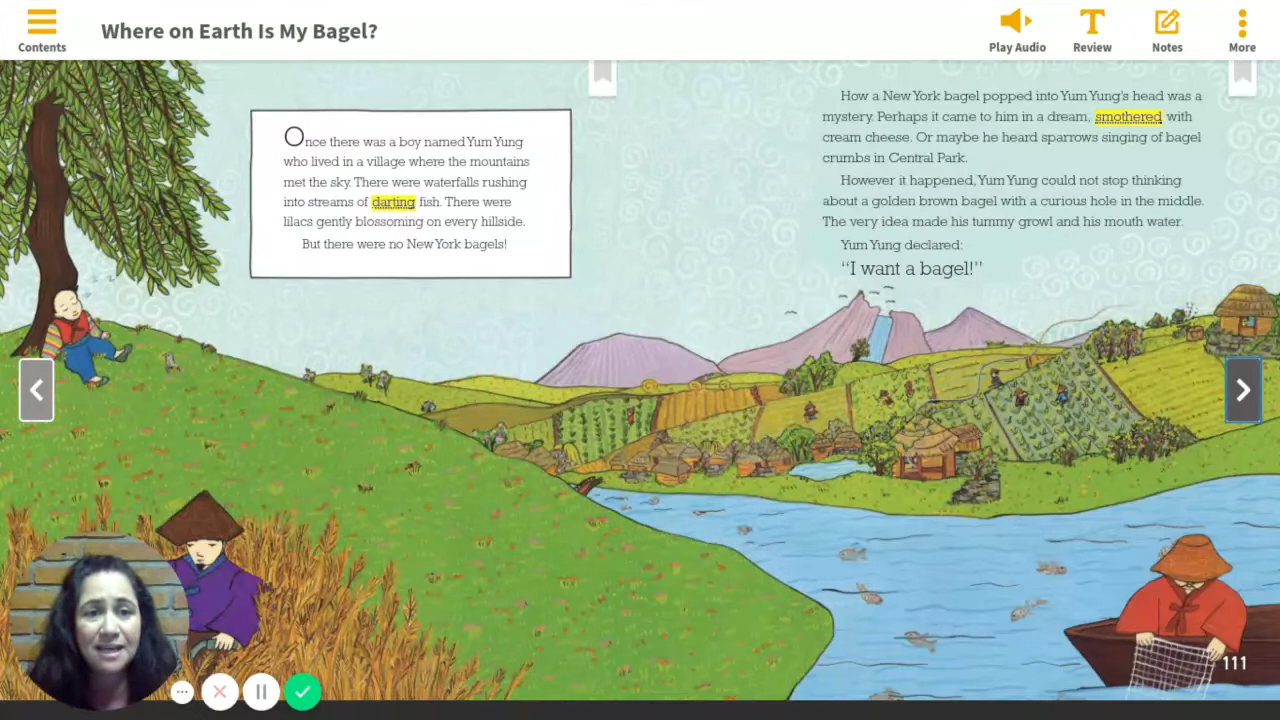 Where on Earth Is My Bagel?
Contents
Play Audio
Review
Notes
More
Once there was a boy named Yum Yung
who lived in a village where the mountains
met the sky. There were waterfalls rushing
into streams of darting fish. There were
lilacs gently blossoming on every hillside.
But there were no New York bagels!
How a New York bagel popped into Yum Yung's head was a
mystery. Perhaps it came to him in a dream, smothered with
cream cheese. Or maybe he heard sparrows singing of bagel
crumbs in Central Park.
However it happened, Yum Yung could not stop thinking
about a golden brown bagel with a curious hole in the middle.
The very idea made his tummy growl and his mouth water.
Yum Yung declared:
“I want a bagel!”
111